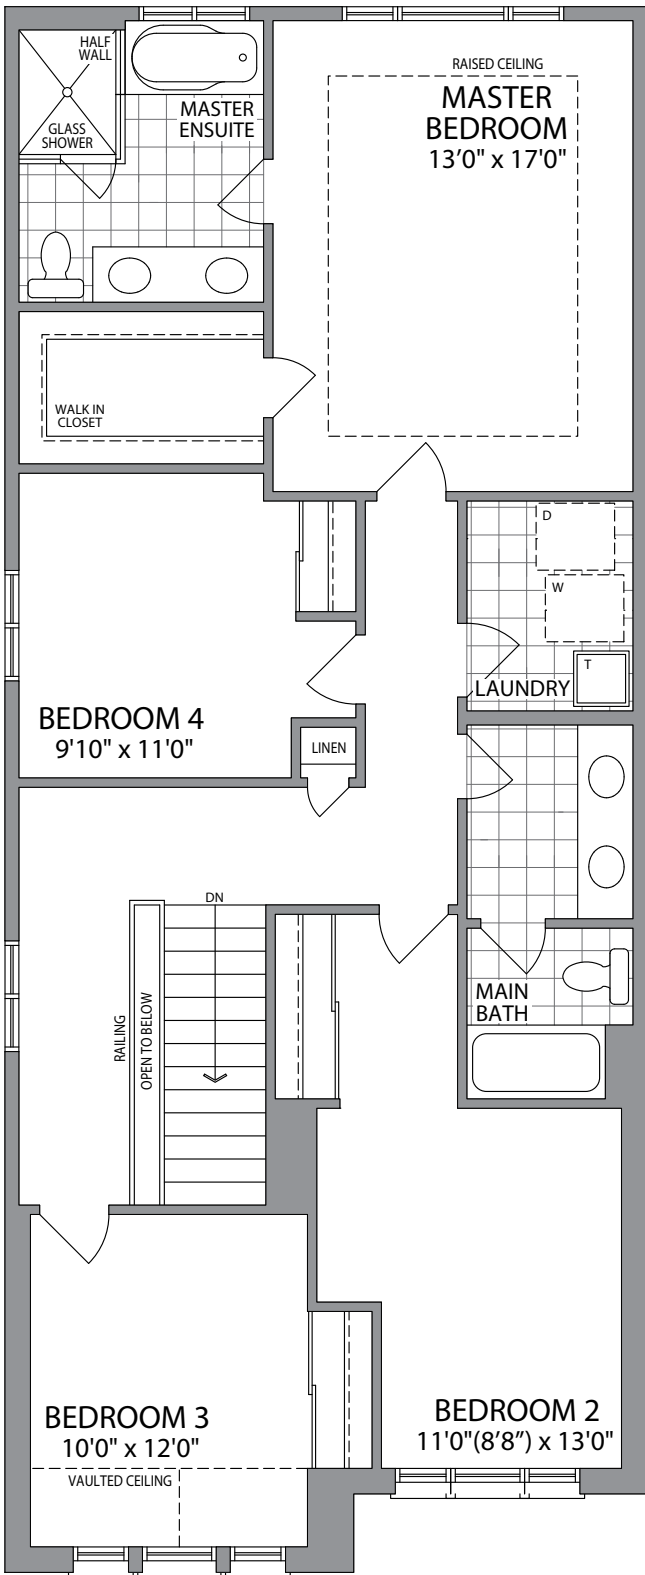 HALF
WALL
GLASS
SHOWER
MASTER
ENSUITE
RAISED CEILING
MASTER
BEDROOM
13’0" x 17'0"
WALK IN
CLOSET
D
W
T
LAUNDRY
BEDROOM 4
9'10" x 11'0"
LINEN
DN
RAILING
OPEN TO BELOW
MAIN
BATH
BEDROOM 3
10'0" x 12'0"
VAULTED CEILING
BEDROOM 2
11'0"(8’8”) x 13'0"